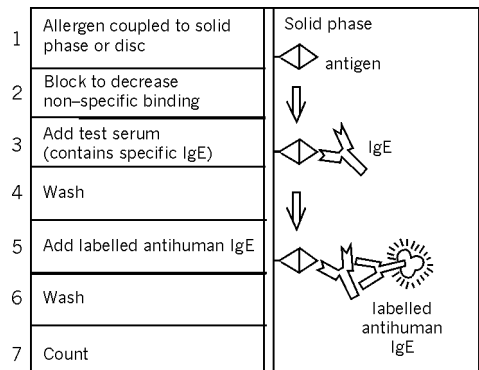 1
Allergen coupled to solid
phase or disc
2
Block to decrease
non–specific binding
3
Add test serum
(contains specific IgE)
4
Wash
5
Add labelled antihuman IgE
6
Wash
7
Count
Solid phase
antigen
IgE
labelled
antihuman
IgE